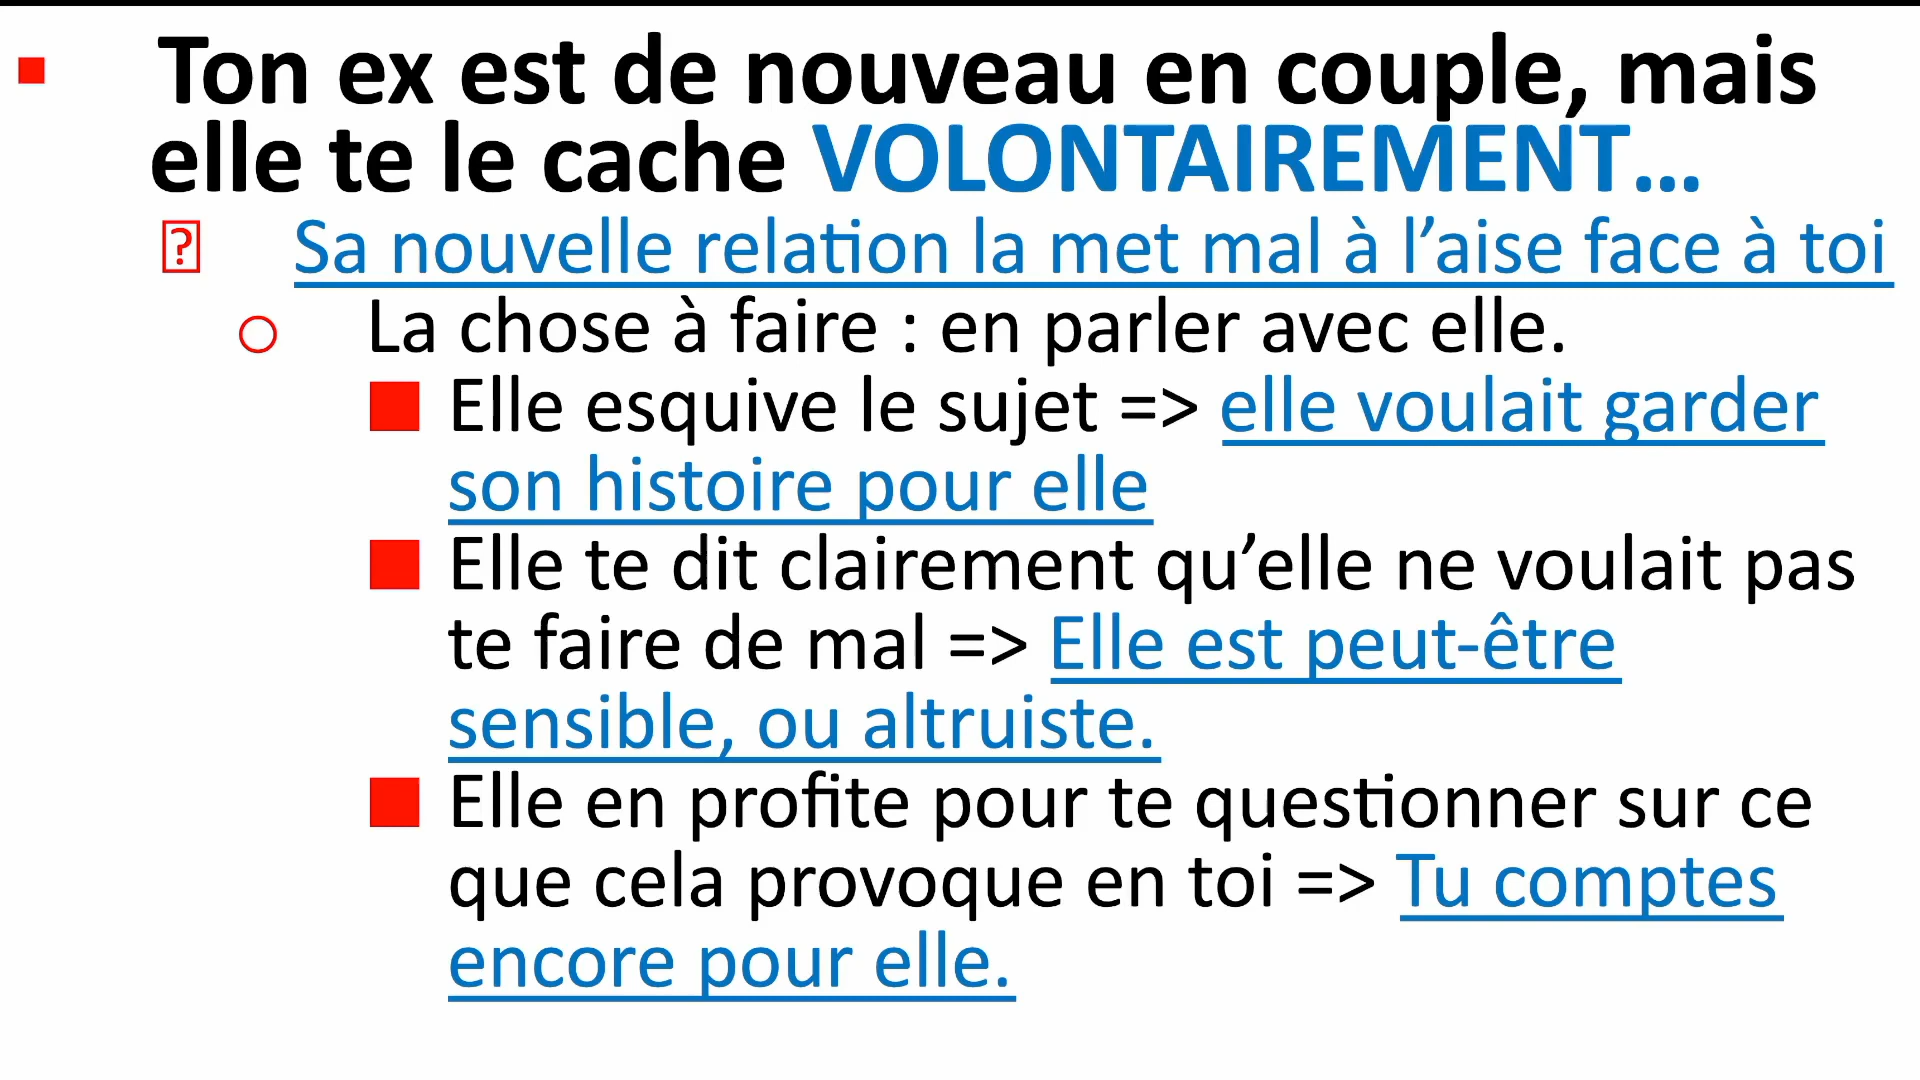 Ton ex est de nouveau en couple, mais
elle te le cache VOLONTAIREMENT...
Sa nouvelle relation la met mal à l’aise face à toi
La chose à faire : en parler avec elle.
Elle esquive le sujet => elle voulait garder
son histoire pour elle
Elle te dit clairement qu’elle ne voulait pas
te faire de mal => Elle est peut-être
sensible, ou altruiste.
Elle en profite pour te questionner sur ce
que cela provoque en toi => Tu comptes
encore pour elle.